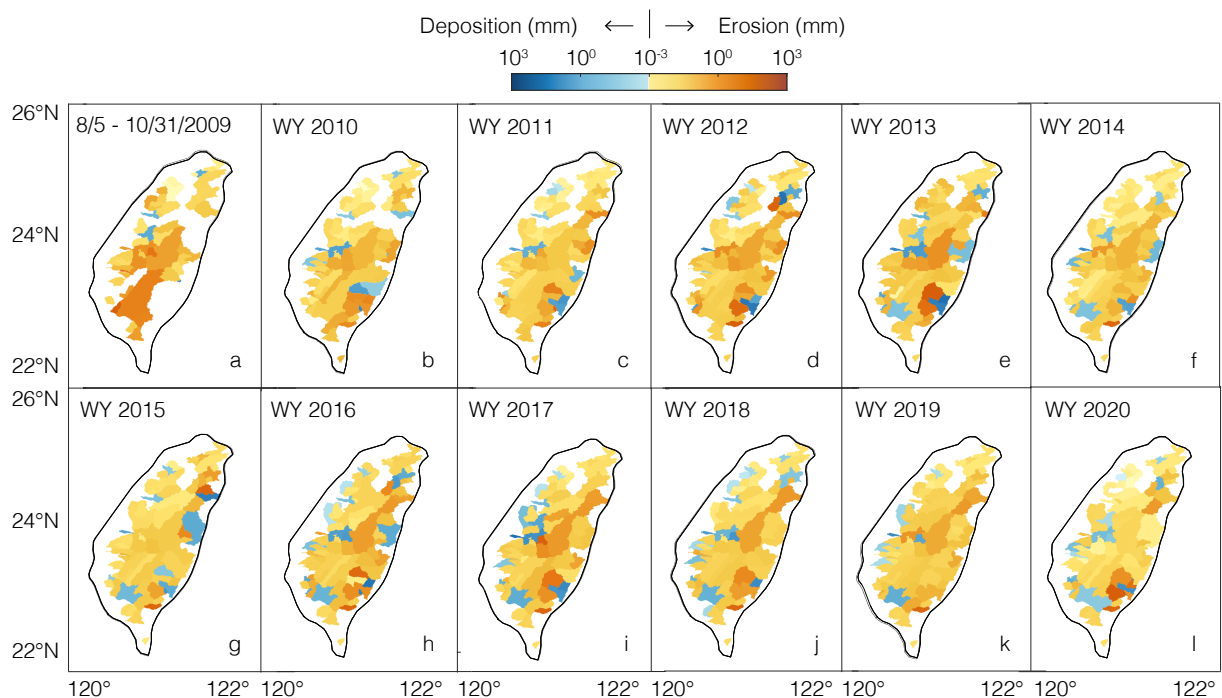 Deposition (mm) ← | → Erosion (mm)
10³ 10⁰ 10⁻³ 10⁰ 10³
26°N
8/5 - 10/31/2009 WY 2010 WY 2011 WY 2012 WY 2013 WY 2014
24°N
22°N
a b c d e f
26°N
WY 2015 WY 2016 WY 2017 WY 2018 WY 2019 WY 2020
24°N
22°N
g h i j k l
120° 122° 120° 122° 120° 122° 120° 122° 120° 122° 120° 122°